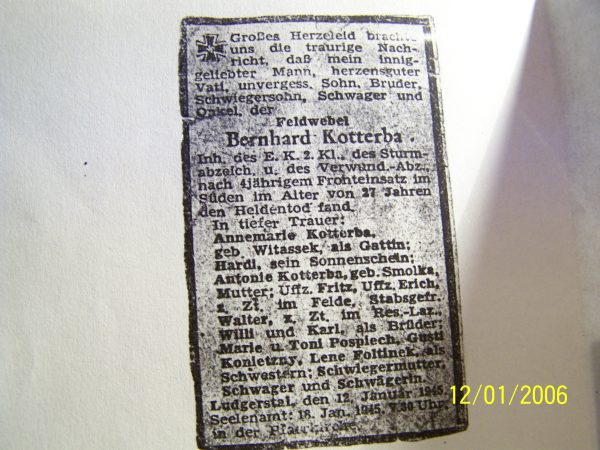 Großes Herzeleid brachte
uns die traurige Nach-
richt, daß mein innig-
geliebter Mann, herzensguter
Vati, unvergess. Sohn, Bruder,
Schwiegersohn, Schwager und
Onkel, der
Feldwebel
Bernhard Kotterba.
Inh. des E. K. 2. Kl., des Sturm-
abzeich. u. des Verwund.-Abz.,
nach 4jährigem Fronteinsatz im
Süden im Alter von 27 Jahren
den Heldentod fand.
In tiefer Trauer:
Annemarie Kotterba,
geb. Witassek, als Gattin;
Hardi, sein Sonnenschein;
Antonie Kotterba, geb. Smolka,
Mutter; Uffz. Fritz, Uffz. Erich,
z. Zt. im Felde, Stabsgefr.
Walter, z. Zt. im Res.-Laz.,
Willi und Karl, als Brüder;
Marie u. Toni Pospiech, Gusti
Konietzny, Lene Foltinek, als
Schwestern; Schwiegermutter,
Schwager und Schwägerin.
Ludgerstal, den 12. Januar 1945.
Seelenamt: 18. Jan. 1945, 7.30 Uhr,
in der Pfarrkirche.
12/01/2006